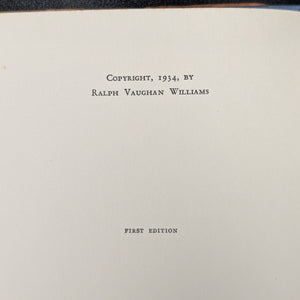 Copyright, 1934, by
Ralph Vaughan Williams
FIRST EDITION